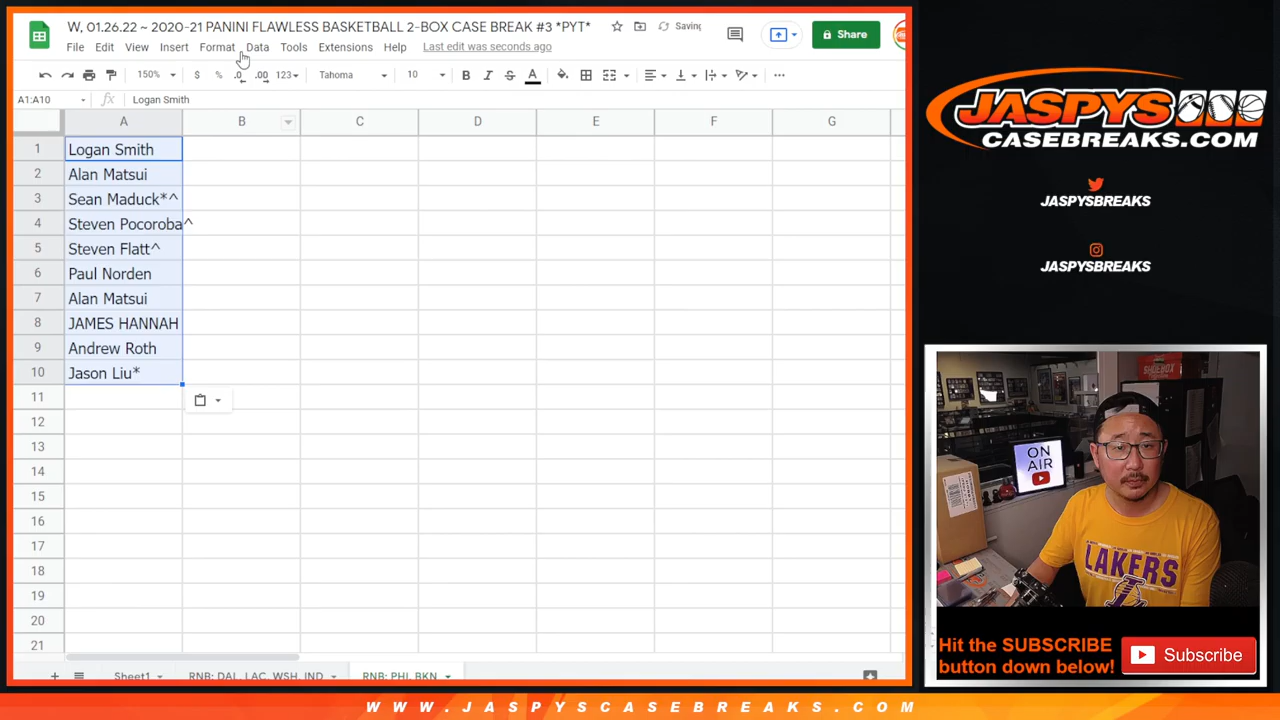 W, 01.26.22 ~ 2020-21 PANINI FLAWLESS BASKETBALL 2-BOX CASE BREAK #3 *PYT*
Saving
File Edit View Insert Format Data Tools Extensions Help Last edit was seconds ago
Share
150% $ % .0 .00 123 Tahoma 10 B I S A
A1:A10 fx Logan Smith
A B C D E F G
1 Logan Smith
2 Alan Matsui
3 Sean Maduck*^
4 Steven Pocoroba^
5 Steven Flatt^
6 Paul Norden
7 Alan Matsui
8 JAMES HANNAH
9 Andrew Roth
10 Jason Liu*
11
12
13
14
15
16
17
18
19
20
21
Sheet1 RNB: DAL, LAC, WSH, IND RNB: PHI, BKN
JASPYS
CASEBREAKS.COM
JASPYSBREAKS
JASPYSBREAKS
ON
AIR
LAKERS
Hit the SUBSCRIBE
button down below!
Subscribe
WWW.JASPYSCASEBREAKS.COM